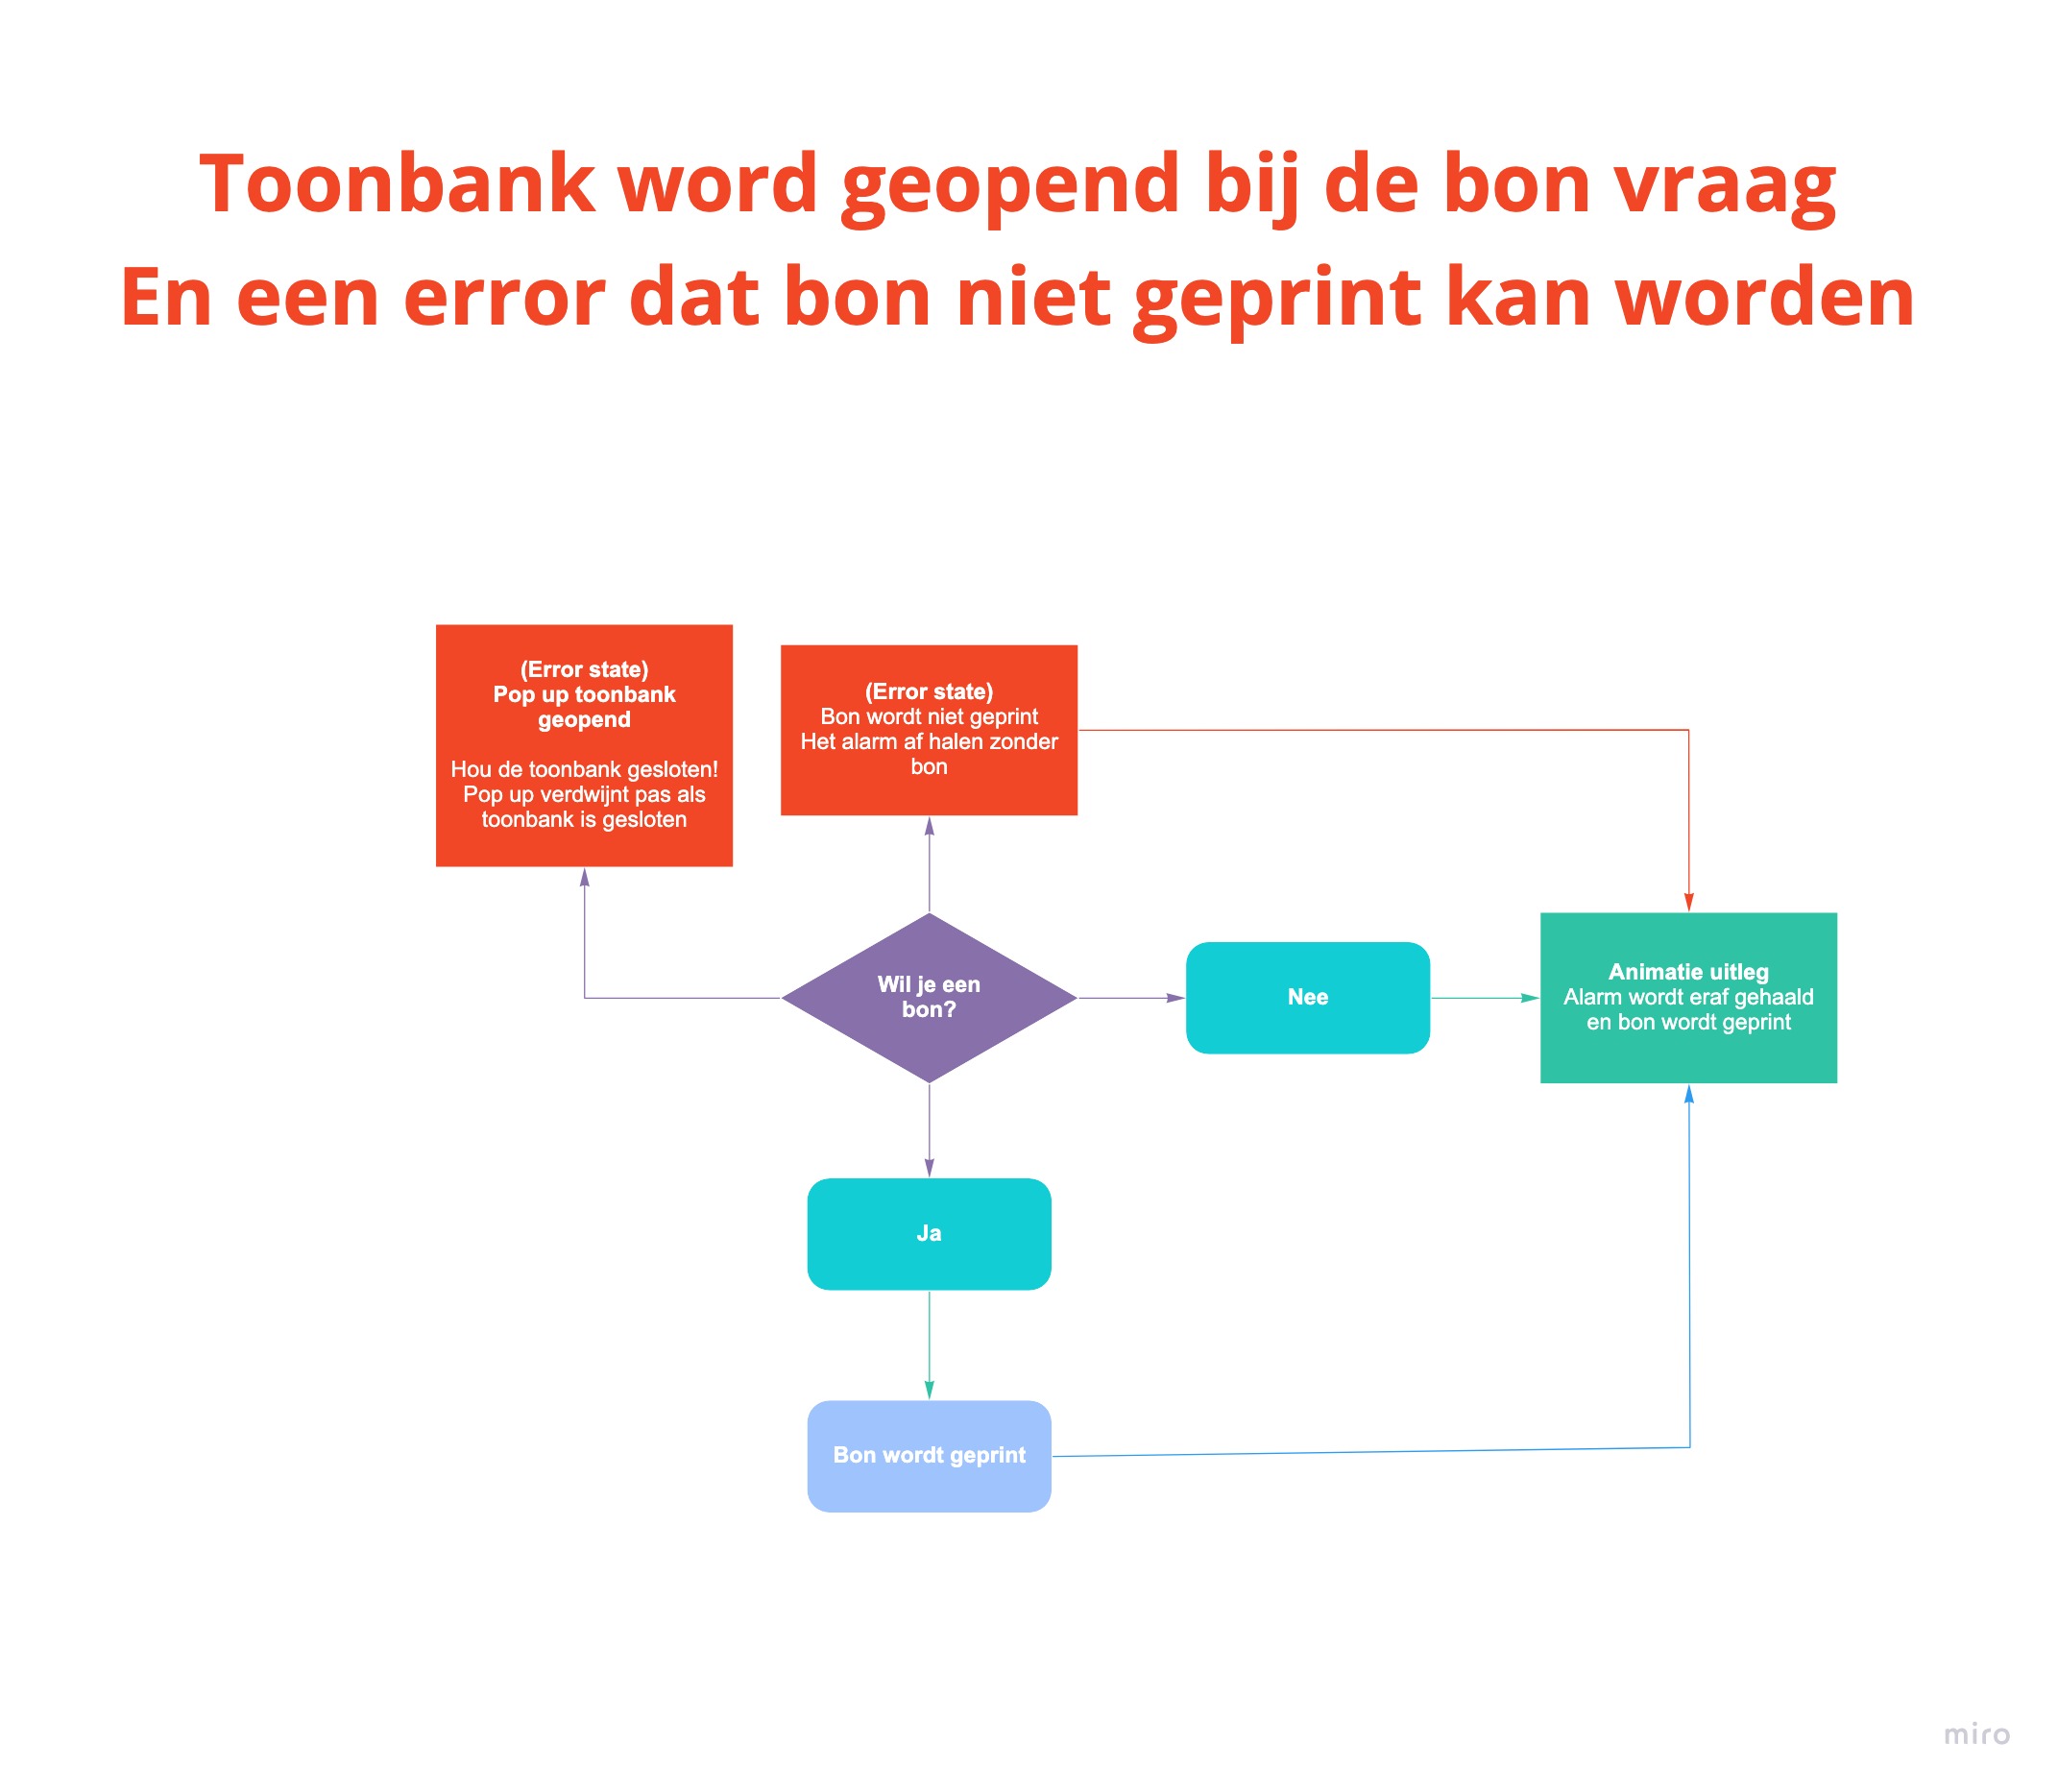 Toonbank word geopend bij de bon vraag
En een error dat bon niet geprint kan worden
(Error state)
Pop up toonbank
geopend
Hou de toonbank gesloten!
Pop up verdwijnt pas als
toonbank is gesloten
(Error state)
Bon wordt niet geprint
Het alarm af halen zonder
bon
Wil je een
bon?
Nee
Animatie uitleg
Alarm wordt eraf gehaald
en bon wordt geprint
Ja
Bon wordt geprint
miro